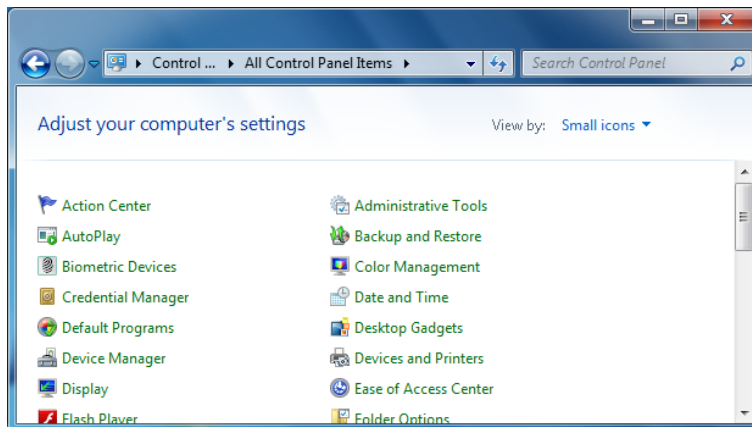 Control ... All Control Panel Items Search Control Panel
Adjust your computer's settings View by: Small icons
Action Center Administrative Tools
AutoPlay Backup and Restore
Biometric Devices Color Management
Credential Manager Date and Time
Default Programs Desktop Gadgets
Device Manager Devices and Printers
Display Ease of Access Center
Flash Player Folder Options